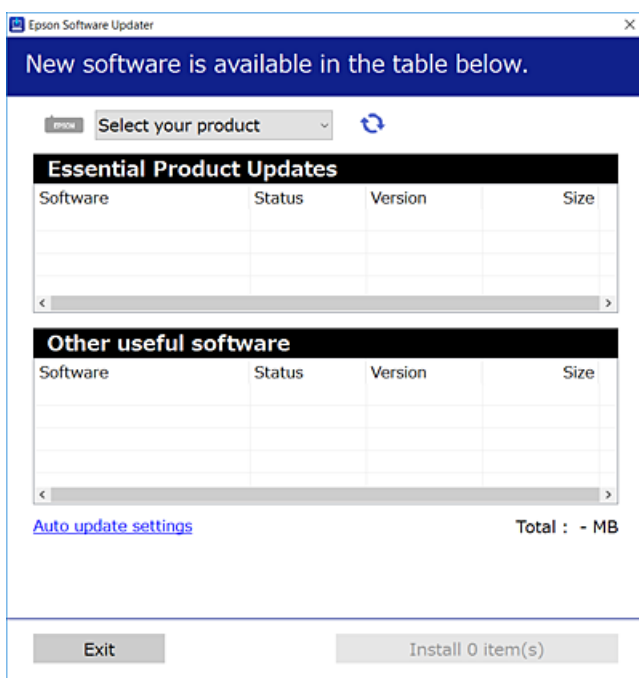 Epson Software Updater
New software is available in the table below.
EPSON Select your product
Essential Product Updates
Software Status Version Size
Other useful software
Software Status Version Size
Auto update settings Total : - MB
Exit Install 0 item(s)